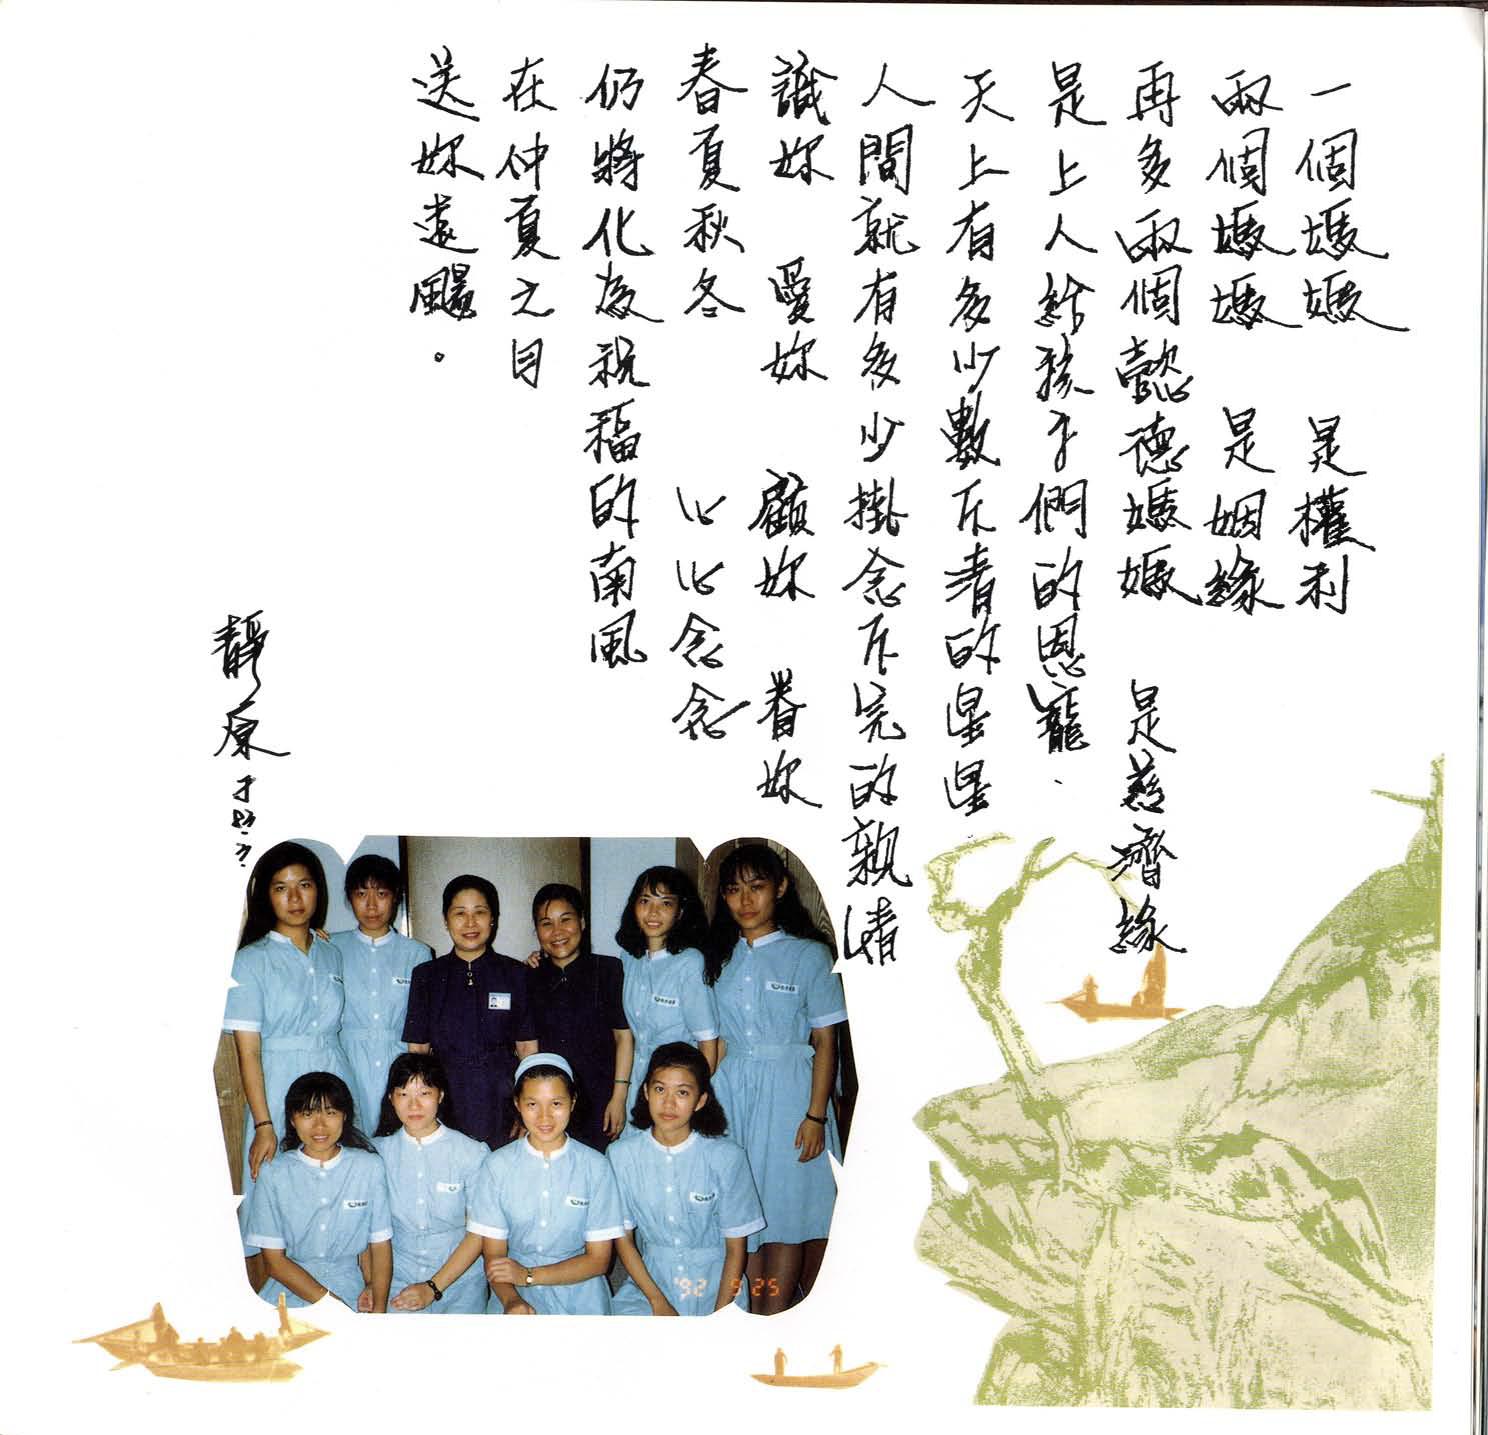 一個媽媽　是權利
兩個媽媽　是姻緣
再多兩個懿德媽媽　是慈濟緣
是上人給孩子們的恩寵．
天上有多少數不清的星星
人間就有多少掛念不完的親情
識妳　愛妳　顧妳　眷妳
春夏秋冬　心心念念
仍將化為祝福的南風
在仲夏之日
送妳遠颺。
靜原
'92 5 25